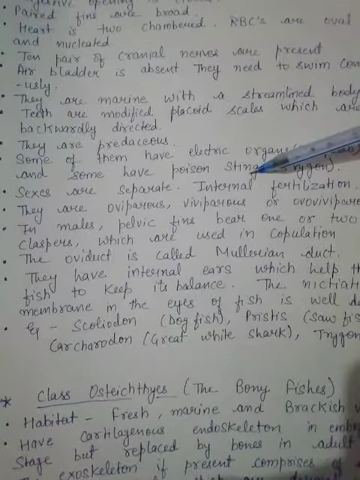 Paired fins are broad.
Heart is two chambered. RBC's are oval
and nucleated.
Ten pair of cranial nerves are present
Air bladder is absent They need to swim con
-usly.
They are marine with a streamlined body
Teeth are modified placoid scales which are
backwardly directed.
They are predaceous.
Some of them have electric organs
and some have poison sting Trygon).
Sexes are separate. Internal fertilization.
They are oviparous, viviparous or ovovivipar
In males, pelvic fins bear one or two
claspers, which are used in copulation
The oviduct is called Mullerian duct.
They have internal ears which help th
fish to keep its balance. The nictiati
membrane in the eyes of fish is well de
Eg - Scoliodon (Dog fish), Pristis (Saw fis
Carcharodon (Great white shark), Trygon
* Class Osteichthyes (The Bony Fishes)
Habitat - Fresh, marine and Brackish w
Have cartilagenous endoskeleton in emb
stage but replaced by bones in adult
exoskeleton if present comprises of